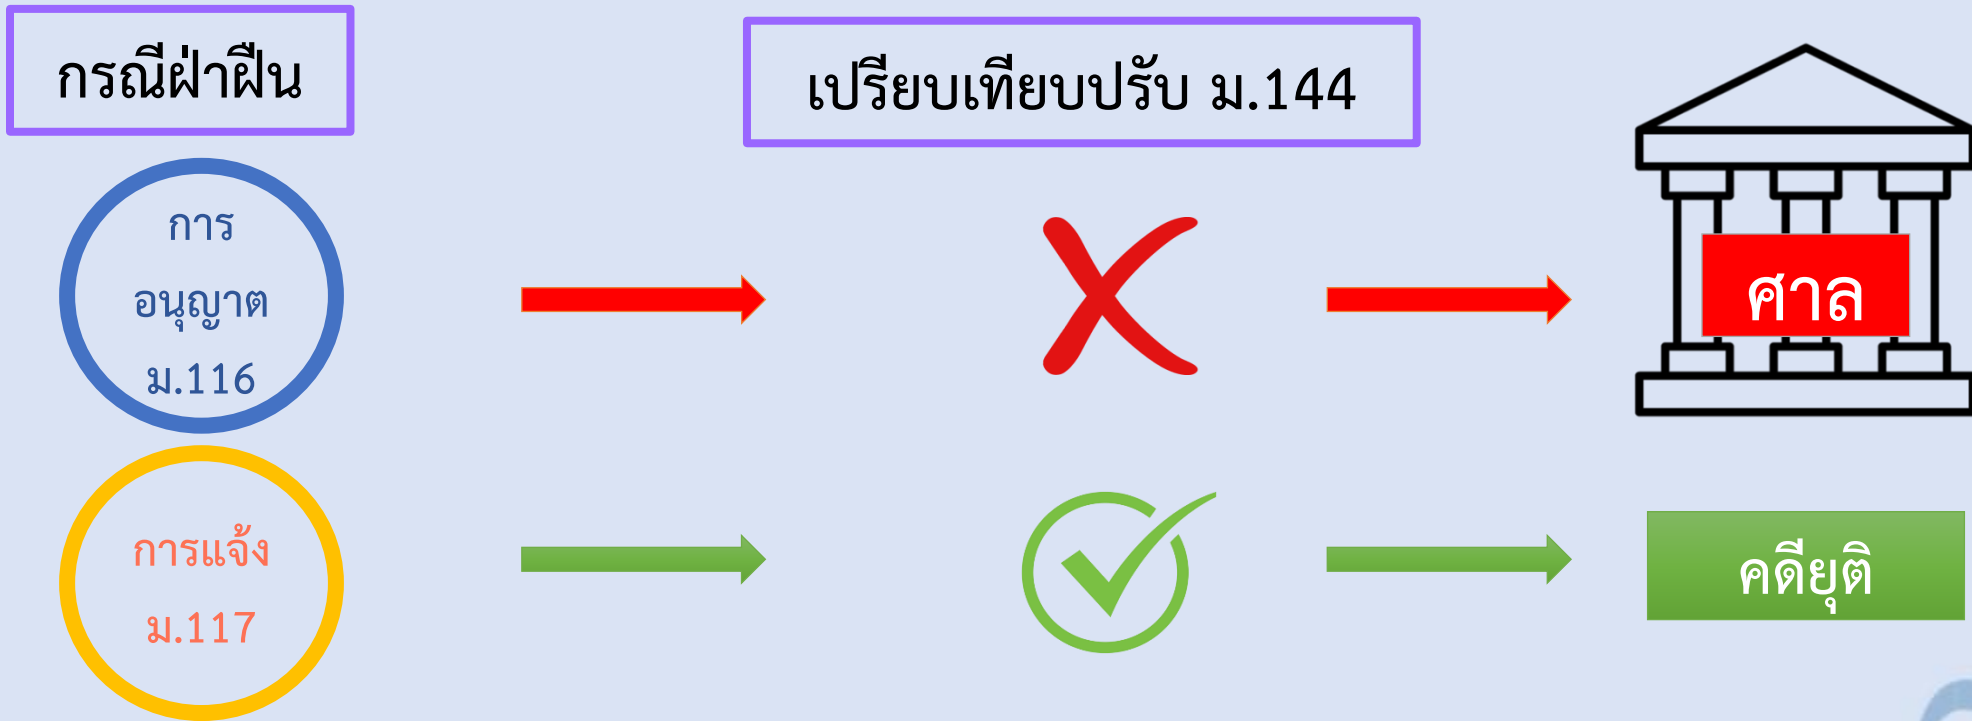 กรณีฝ่าฝืน
เปรียบเทียบปรับ ม.144
การ
อนุญาต
ม.116
ศาล
การแจ้ง
ม.117
คดียุติ